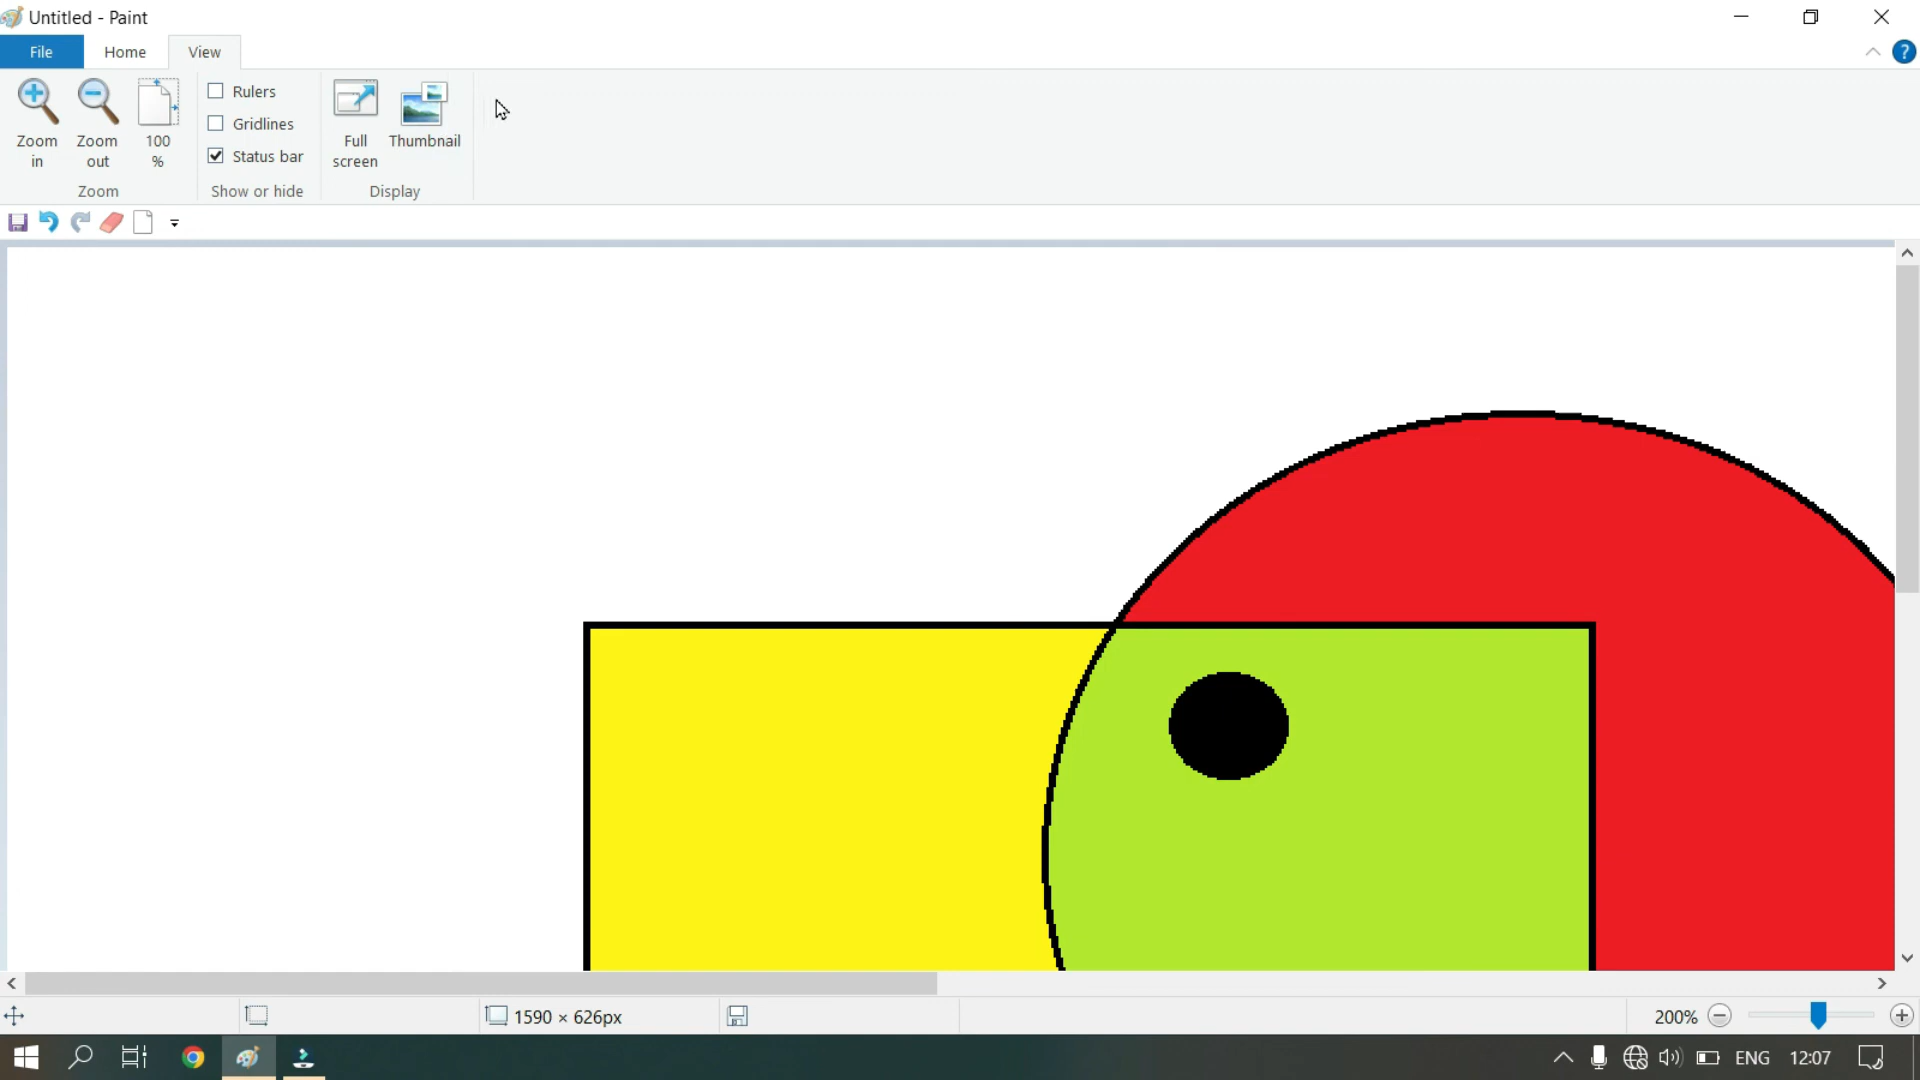 Untitled - Paint
File Home View
Zoom in
Zoom out
100 %
Zoom
Rulers
Gridlines
Status bar
Show or hide
Full screen
Thumbnail
Display
1590 × 626px
200%
ENG 12:07